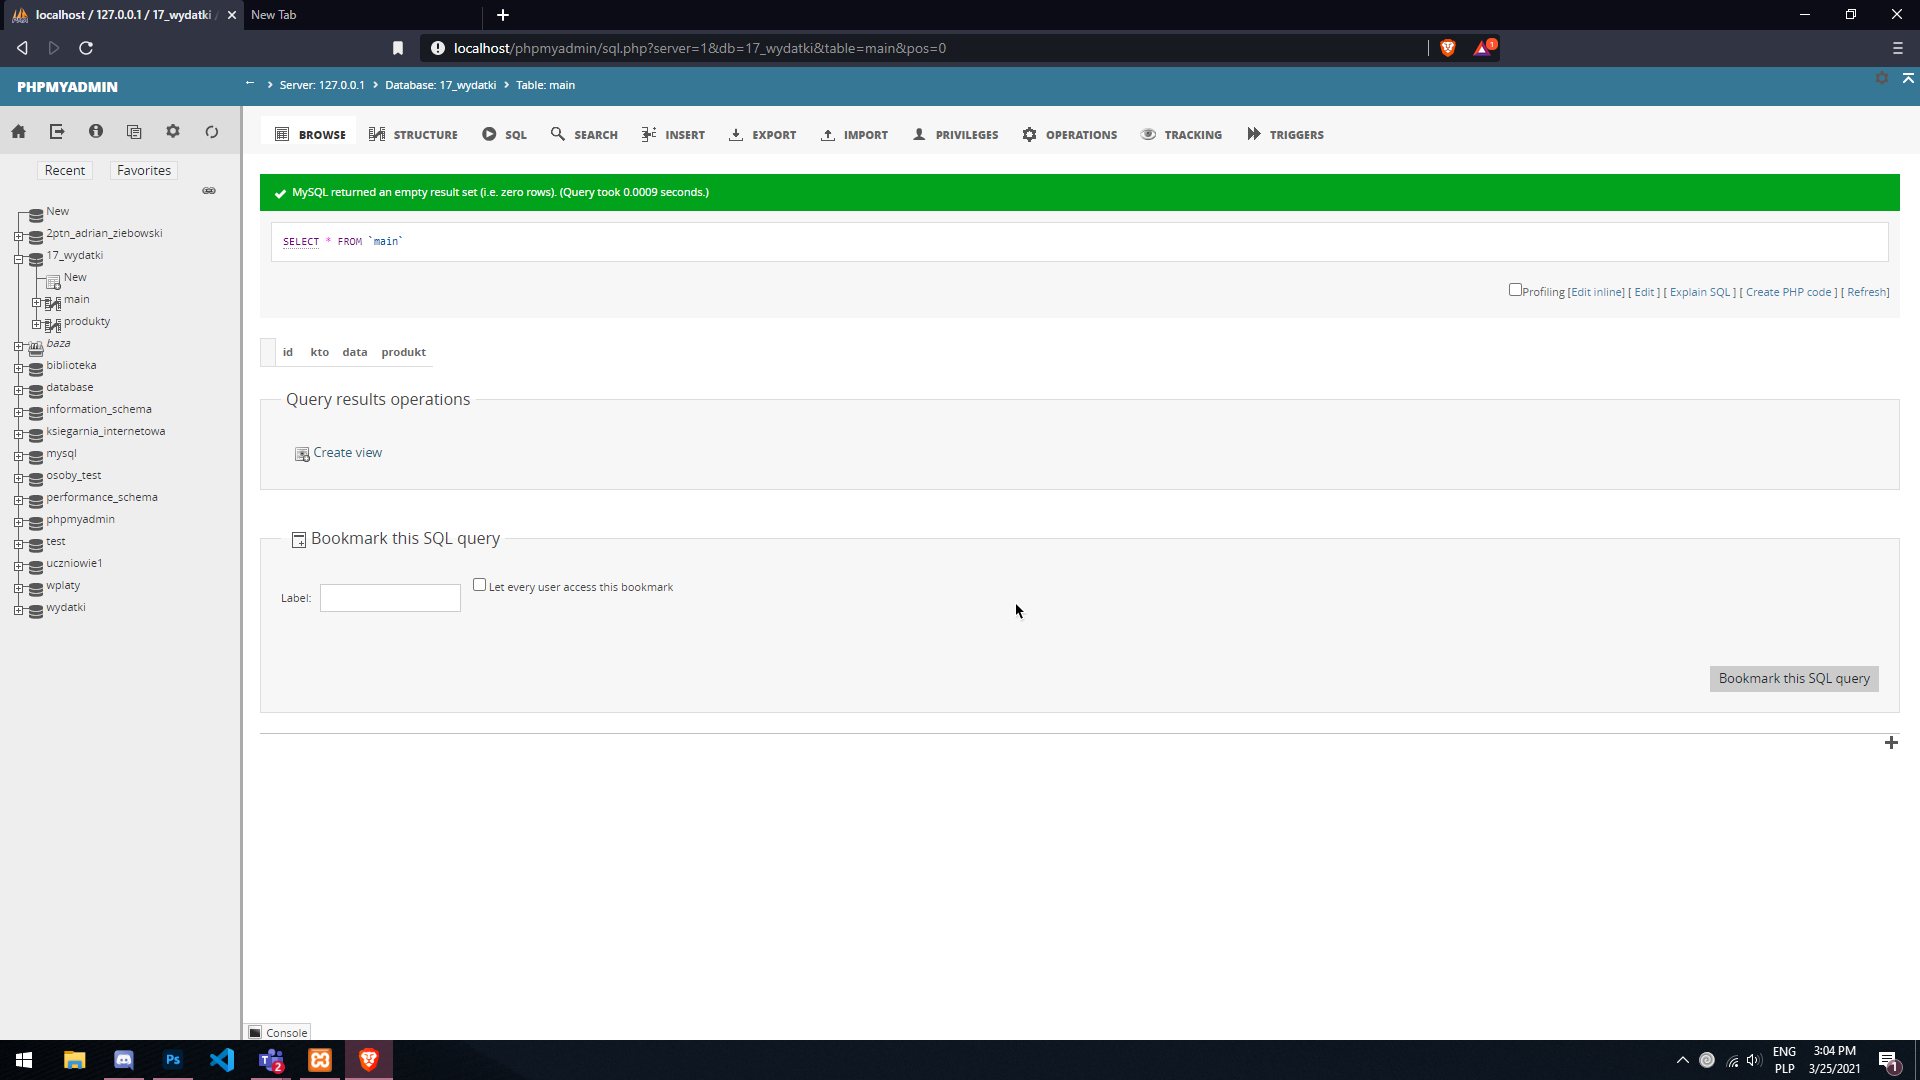 localhost / 127.0.0.1 / 17_wydatki /
New Tab
localhost/phpmyadmin/sql.php?server=1&db=17_wydatki&table=main&pos=0
1
PHPMYADMIN
Server: 127.0.0.1
Database: 17_wydatki
Table: main
BROWSE
STRUCTURE
SQL
SEARCH
INSERT
EXPORT
IMPORT
PRIVILEGES
OPERATIONS
TRACKING
TRIGGERS
Recent
Favorites
New
2ptn_adrian_ziebowski
17_wydatki
New
main
produkty
baza
biblioteka
database
information_schema
ksiegarnia_internetowa
mysql
osoby_test
performance_schema
phpmyadmin
test
uczniowie1
wplaty
wydatki
MySQL returned an empty result set (i.e. zero rows). (Query took 0.0009 seconds.)
SELECT * FROM `main`
Profiling [Edit inline] [ Edit ] [ Explain SQL ] [ Create PHP code ] [ Refresh]
id kto data produkt
Query results operations
Create view
Bookmark this SQL query
Label:
Let every user access this bookmark
Bookmark this SQL query
Console
Ps
T
2
ENG
PLP
3:04 PM
3/25/2021
1